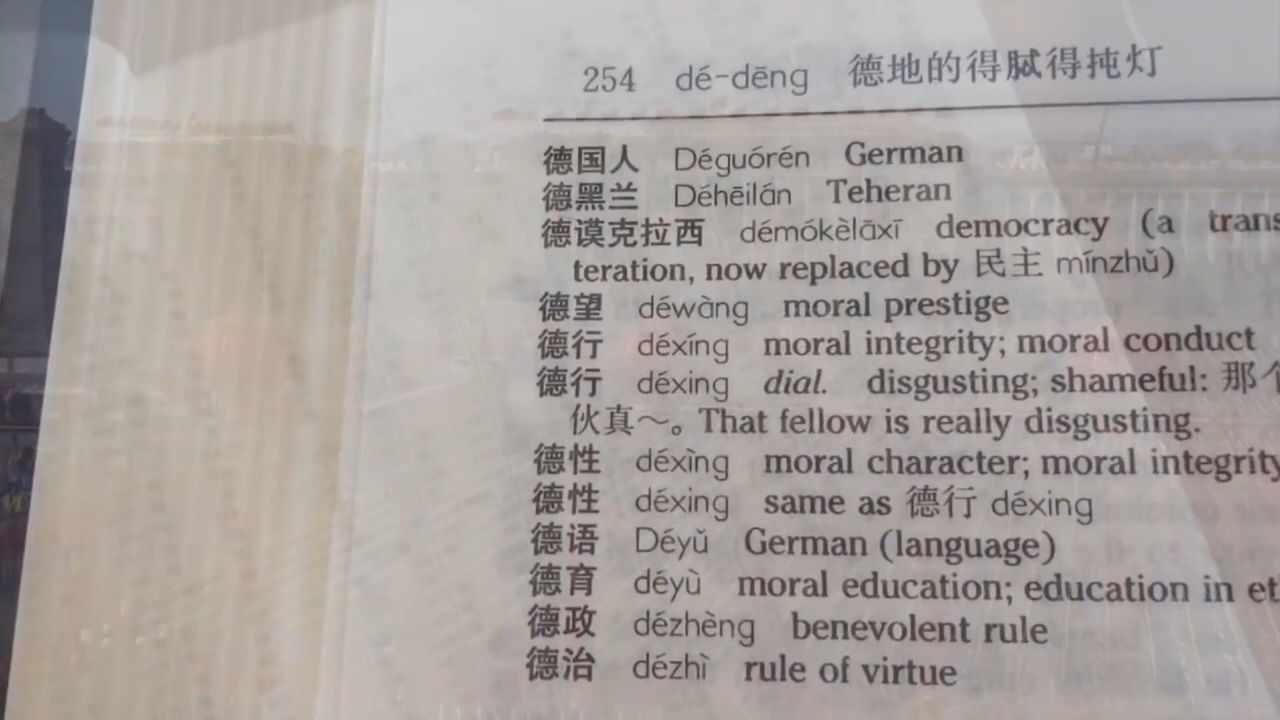 254 dé-dēng 德地的得脦得扽灯
德国人 Déguórén German
德黑兰 Déhēilán Teheran
德谟克拉西 démókèlāxī democracy (a trans
teration, now replaced by 民主 mínzhǔ)
德望 déwàng moral prestige
德行 déxíng moral integrity; moral conduct
德行 déxing dial. disgusting; shameful: 那个
伙真~。That fellow is really disgusting.
德性 déxìng moral character; moral integrity
德性 déxing same as 德行 déxing
德语 Déyǔ German (language)
德育 déyù moral education; education in et
德政 dézhèng benevolent rule
德治 dézhì rule of virtue